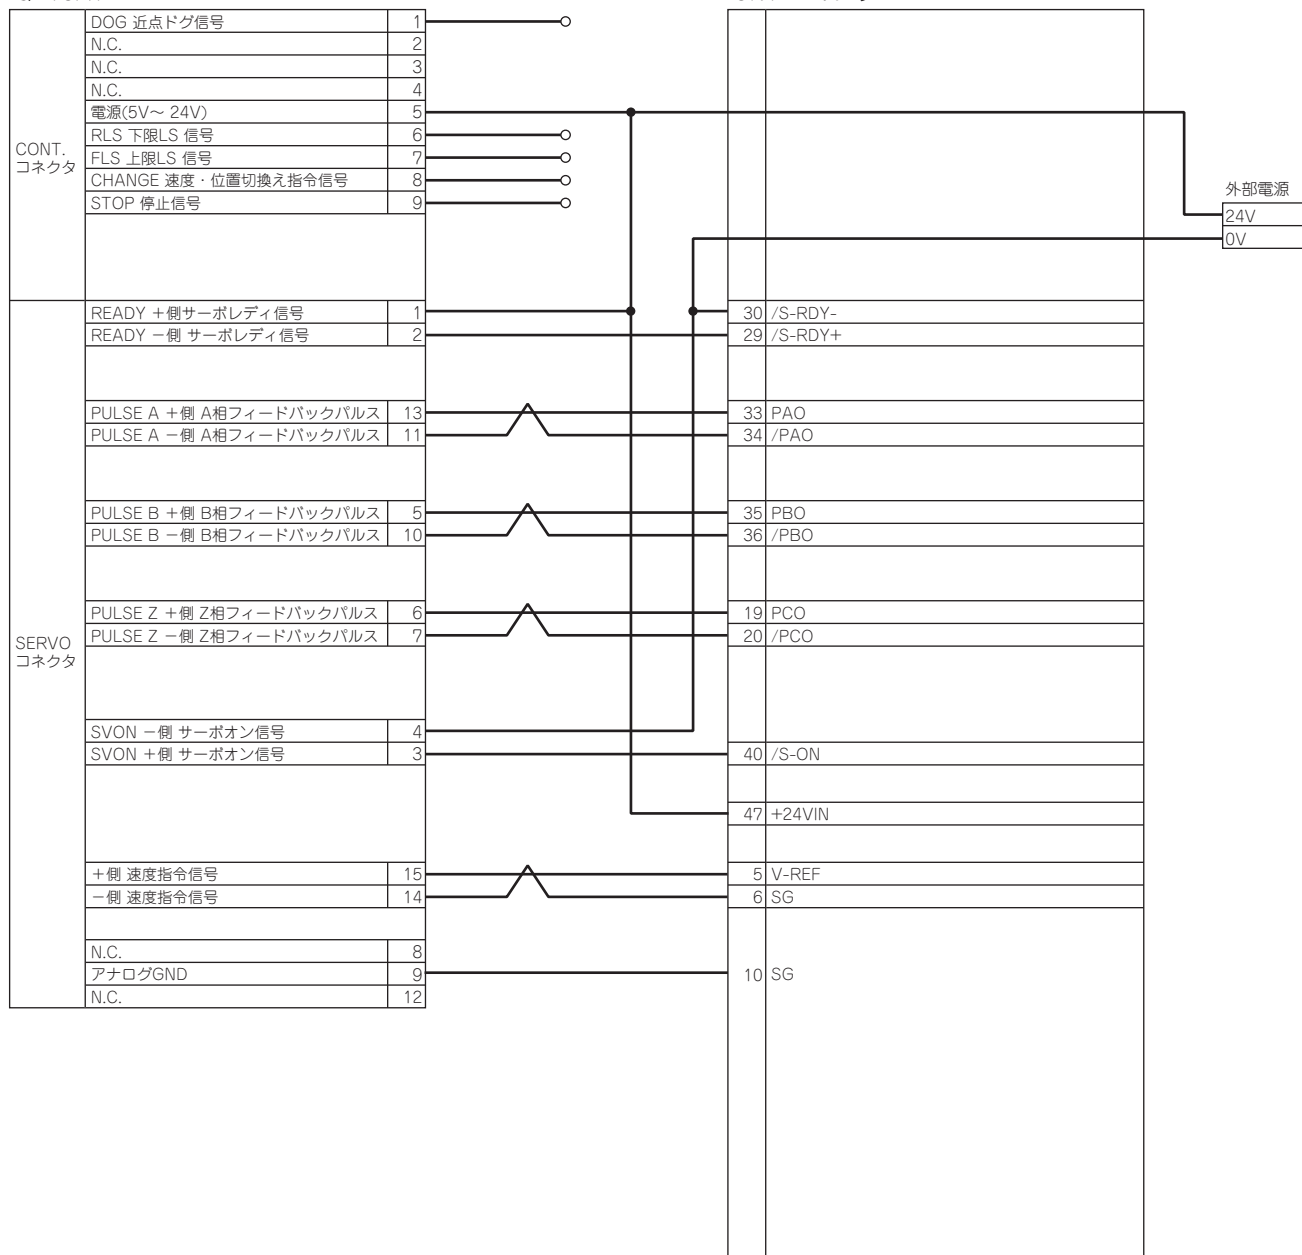 DOG 近点ドグ信号 1
N.C. 2
N.C. 3
N.C. 4
電源(5V〜 24V) 5
RLS 下限LS 信号 6
FLS 上限LS 信号 7
CHANGE 速度・位置切換え指令信号 8
STOP 停止信号 9
CONT.
コネクタ
外部電源
24V
0V
READY +側サーボレディ信号 1 30 /S-RDY-
READY −側 サーボレディ信号 2 29 /S-RDY+
PULSE A +側 A相フィードバックパルス 13 33 PAO
PULSE A −側 A相フィードバックパルス 11 34 /PAO
PULSE B +側 B相フィードバックパルス 5 35 PBO
PULSE B −側 B相フィードバックパルス 10 36 /PBO
PULSE Z +側 Z相フィードバックパルス 6 19 PCO
PULSE Z −側 Z相フィードバックパルス 7 20 /PCO
SERVO
コネクタ
SVON −側 サーボオン信号 4
SVON +側 サーボオン信号 3 40 /S-ON
47 +24VIN
+側 速度指令信号 15 5 V-REF
−側 速度指令信号 14 6 SG
N.C. 8
アナログGND 9 10 SG
N.C. 12